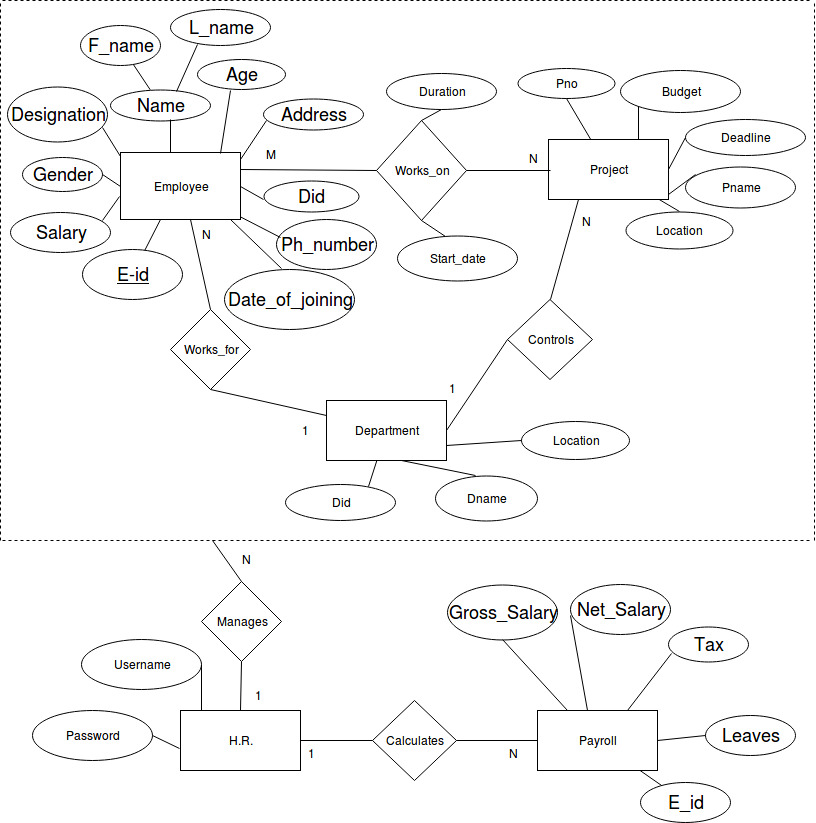 L_name
F_name
Age
Designation
Name
Address
Duration
Pno
Budget
Deadline
M
N
Works_on
Project
Gender
Employee
Did
Pname
Salary
N
Ph_number
N
Location
E-id
Start_date
Date_of_joining
Works_for
Controls
1
1
Department
Location
Did
Dname
N
Manages
Gross_Salary
Net_Salary
Tax
Username
1
Password
H.R.
Calculates
Payroll
Leaves
1
N
E_id